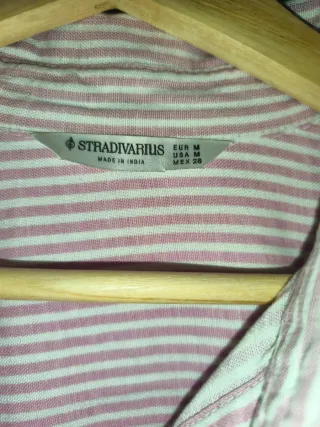 STRADIVARIUS
MADE IN INDIA
EUR M
USA M
MEX 28